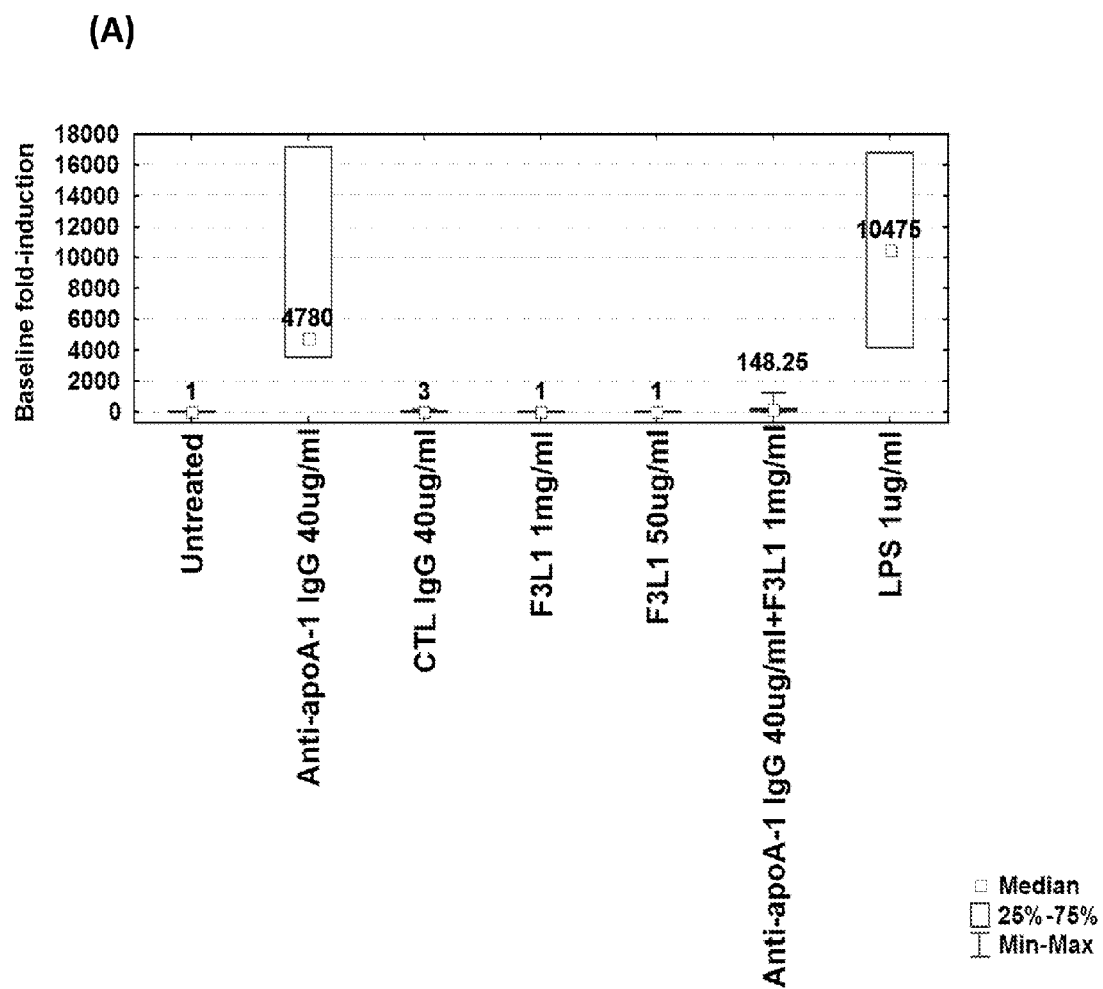 (A)
Baseline fold-induction
18000
16000
14000
12000
10000
8000
6000
4000
2000
0
1
4780
3
1
1
148.25
10475
Untreated
Anti-apoA-1 IgG 40ug/ml
CTL IgG 40ug/ml
F3L1 1mg/ml
F3L1 50ug/ml
Anti-apoA-1 IgG 40ug/ml+F3L1 1mg/ml
LPS 1ug/ml
Median
25%-75%
Min-Max